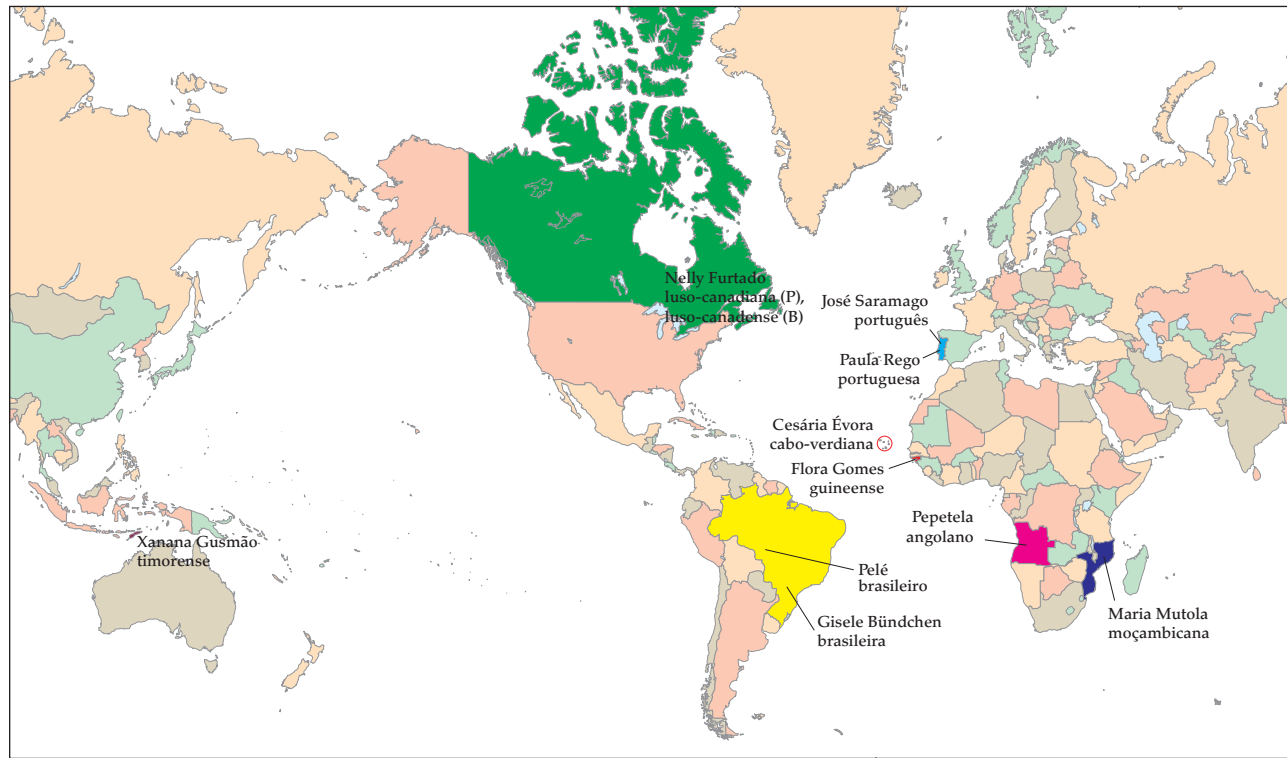 Nelly Furtado
luso-canadiana (P),
luso-canadense (B)
José Saramago
português
Paula Rego
portuguesa
Cesária Évora
cabo-verdiana
Flora Gomes
guineense
Pepetela
angolano
Xanana Gusmão
timorense
Pelé
brasileiro
Gisele Bündchen
brasileira
Maria Mutola
moçambicana